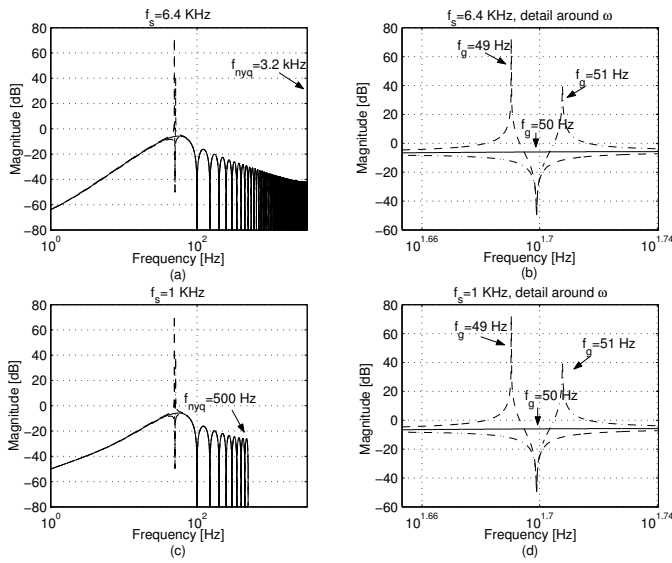 f_s=6.4 KHz
80
60
40
20
0
−20
−40
−60
−80
Magnitude [dB]
f_nyq=3.2 kHz
10^0
10^2
Frequency [Hz]
(a)
f_s=6.4 KHz, detail around ω
80
60
40
20
0
−20
−40
−60
Magnitude [dB]
f_g=49 Hz
f_g=51 Hz
f_g=50 Hz
10^1.66
10^1.7
10^1.74
Frequency [Hz]
(b)
f_s=1 KHz
80
60
40
20
0
−20
−40
−60
−80
Magnitude [dB]
f_nyq=500 Hz
10^0
10^2
Frequency [Hz]
(c)
f_s=1 KHz, detail around ω
80
60
40
20
0
−20
−40
−60
Magnitude [dB]
f_g=49 Hz
f_g=51 Hz
f_g=50 Hz
10^1.66
10^1.7
10^1.74
Frequency [Hz]
(d)